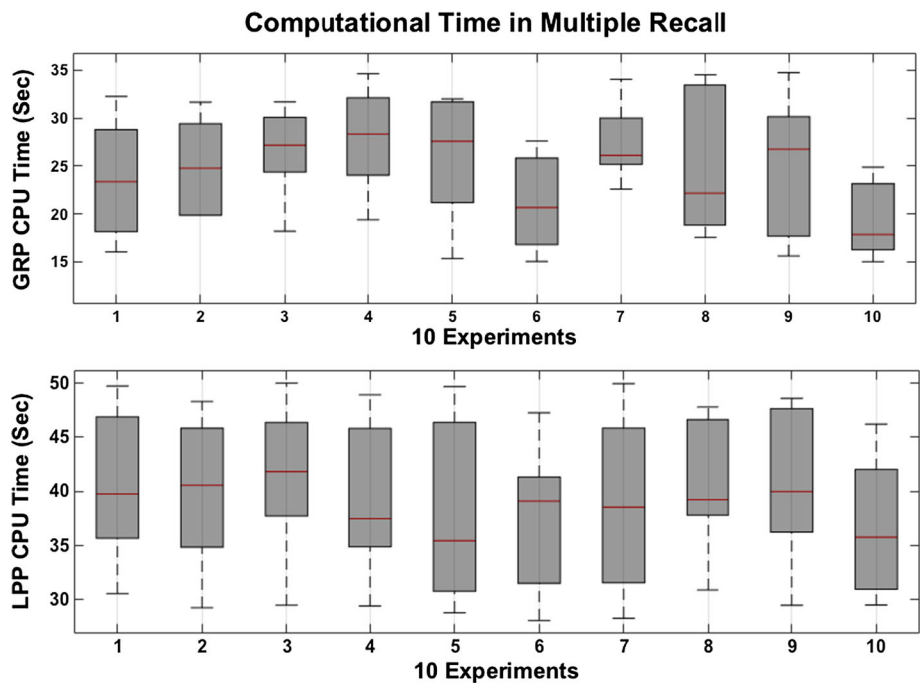 Computational Time in Multiple Recall
GRP CPU Time (Sec)
35
30
25
20
15
1 2 3 4 5 6 7 8 9 10
10 Experiments
LPP CPU Time (Sec)
50
45
40
35
30
1 2 3 4 5 6 7 8 9 10
10 Experiments